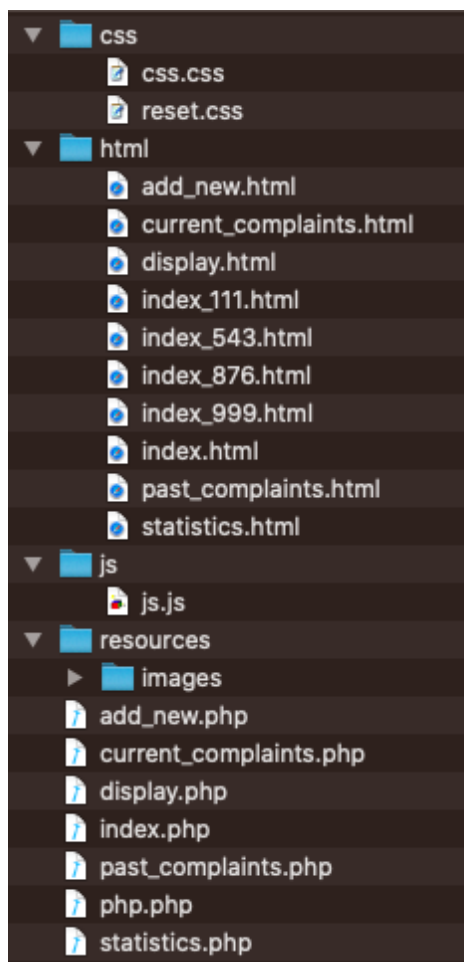 css
css.css
reset.css
html
add_new.html
current_complaints.html
display.html
index_111.html
index_543.html
index_876.html
index_999.html
index.html
past_complaints.html
statistics.html
js
js.js
resources
images
add_new.php
current_complaints.php
display.php
index.php
past_complaints.php
php.php
statistics.php